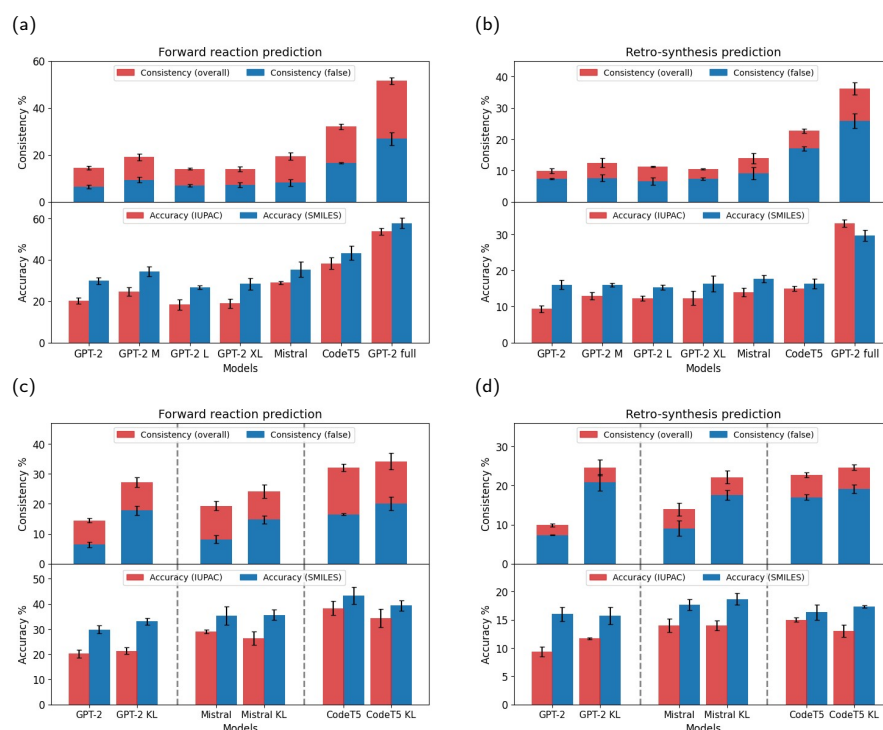 (a)
Forward reaction prediction
Consistency (overall) Consistency (false)
Consistency %
60
40
20
0
Accuracy (IUPAC) Accuracy (SMILES)
Accuracy %
60
40
20
0
GPT-2 GPT-2 M GPT-2 L GPT-2 XL Mistral CodeT5 GPT-2 full
Models
(b)
Retro-synthesis prediction
Consistency (overall) Consistency (false)
Consistency %
40
30
20
10
0
Accuracy (IUPAC) Accuracy (SMILES)
Accuracy %
30
20
10
0
GPT-2 GPT-2 M GPT-2 L GPT-2 XL Mistral CodeT5 GPT-2 full
Models
(c)
Forward reaction prediction
Consistency (overall) Consistency (false)
Consistency %
40
30
20
10
0
Accuracy (IUPAC) Accuracy (SMILES)
Accuracy %
50
40
30
20
10
0
GPT-2 GPT-2 KL Mistral Mistral KL CodeT5 CodeT5 KL
Models
(d)
Retro-synthesis prediction
Consistency (overall) Consistency (false)
Consistency %
30
20
10
0
Accuracy (IUPAC) Accuracy (SMILES)
Accuracy %
20
15
10
5
0
GPT-2 GPT-2 KL Mistral Mistral KL CodeT5 CodeT5 KL
Models